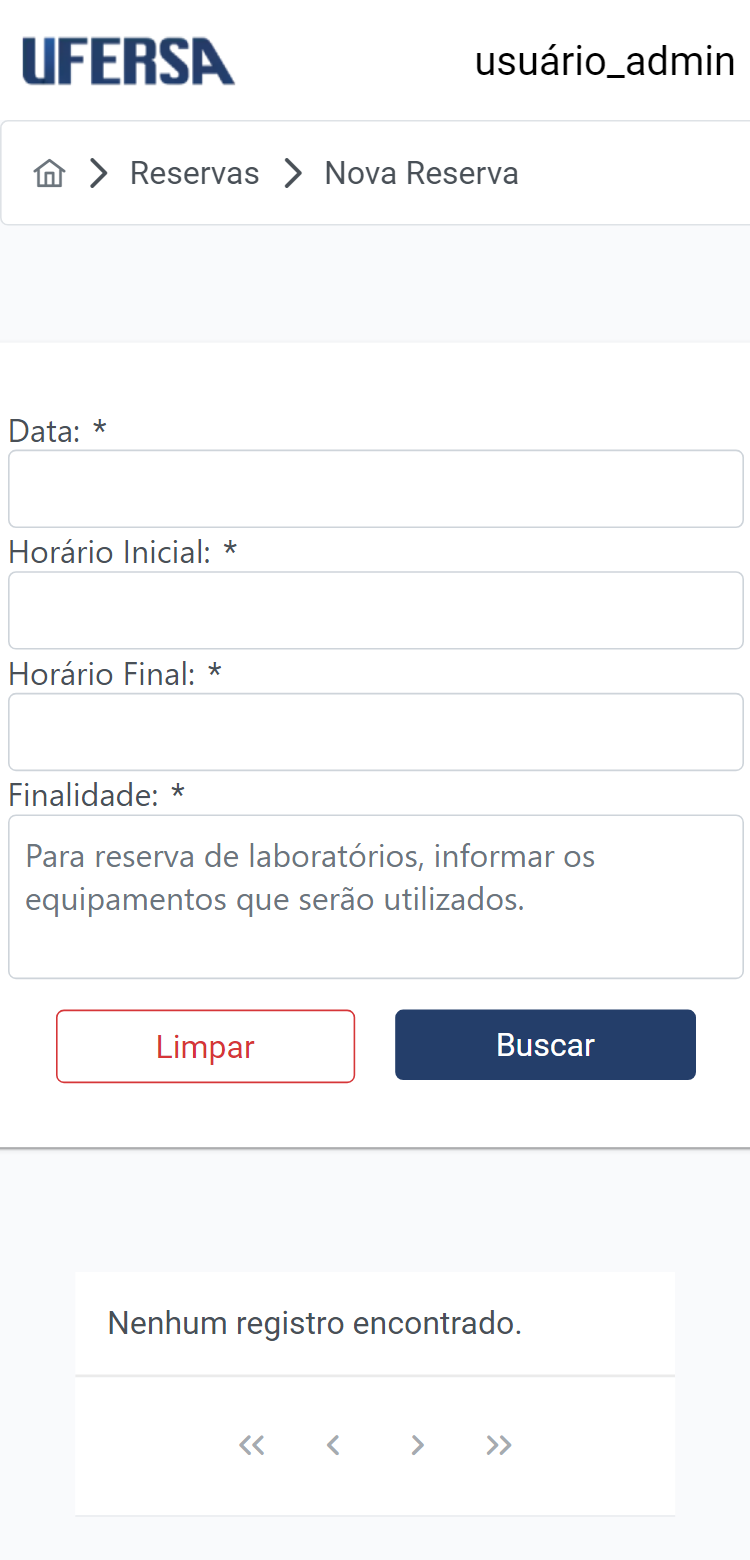 UFERSA
usuário_admin
Reservas
Nova Reserva
Data: *
Horário Inicial: *
Horário Final: *
Finalidade: *
Para reserva de laboratórios, informar os
equipamentos que serão utilizados.
Limpar
Buscar
Nenhum registro encontrado.